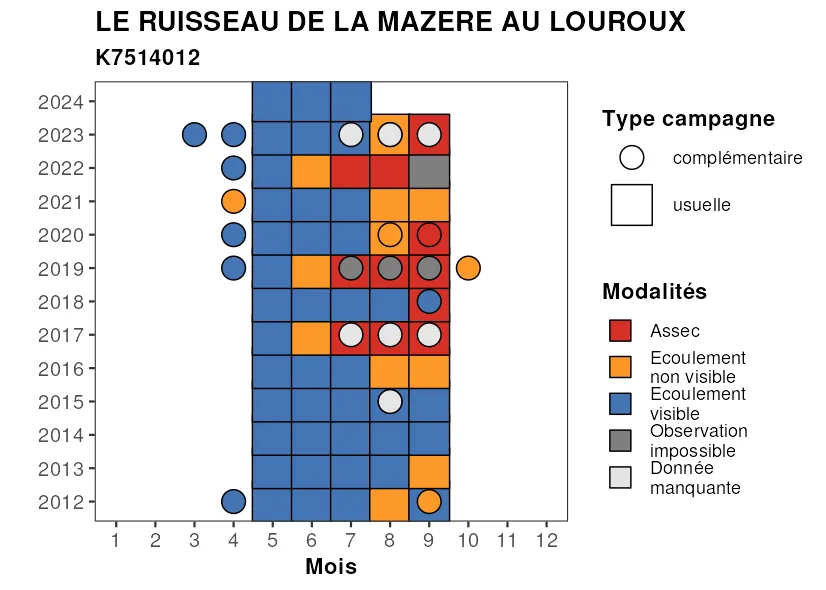 LE RUISSEAU DE LA MAZERE AU LOUROUX
K7514012
2024
2023
2022
2021
2020
2019
2018
2017
2016
2015
2014
2013
2012
1 2 3 4 5 6 7 8 9 10 11 12
Mois
Type campagne
complémentaire
usuelle
Modalités
Assec
Ecoulement
non visible
Ecoulement
visible
Observation
impossible
Donnée
manquante